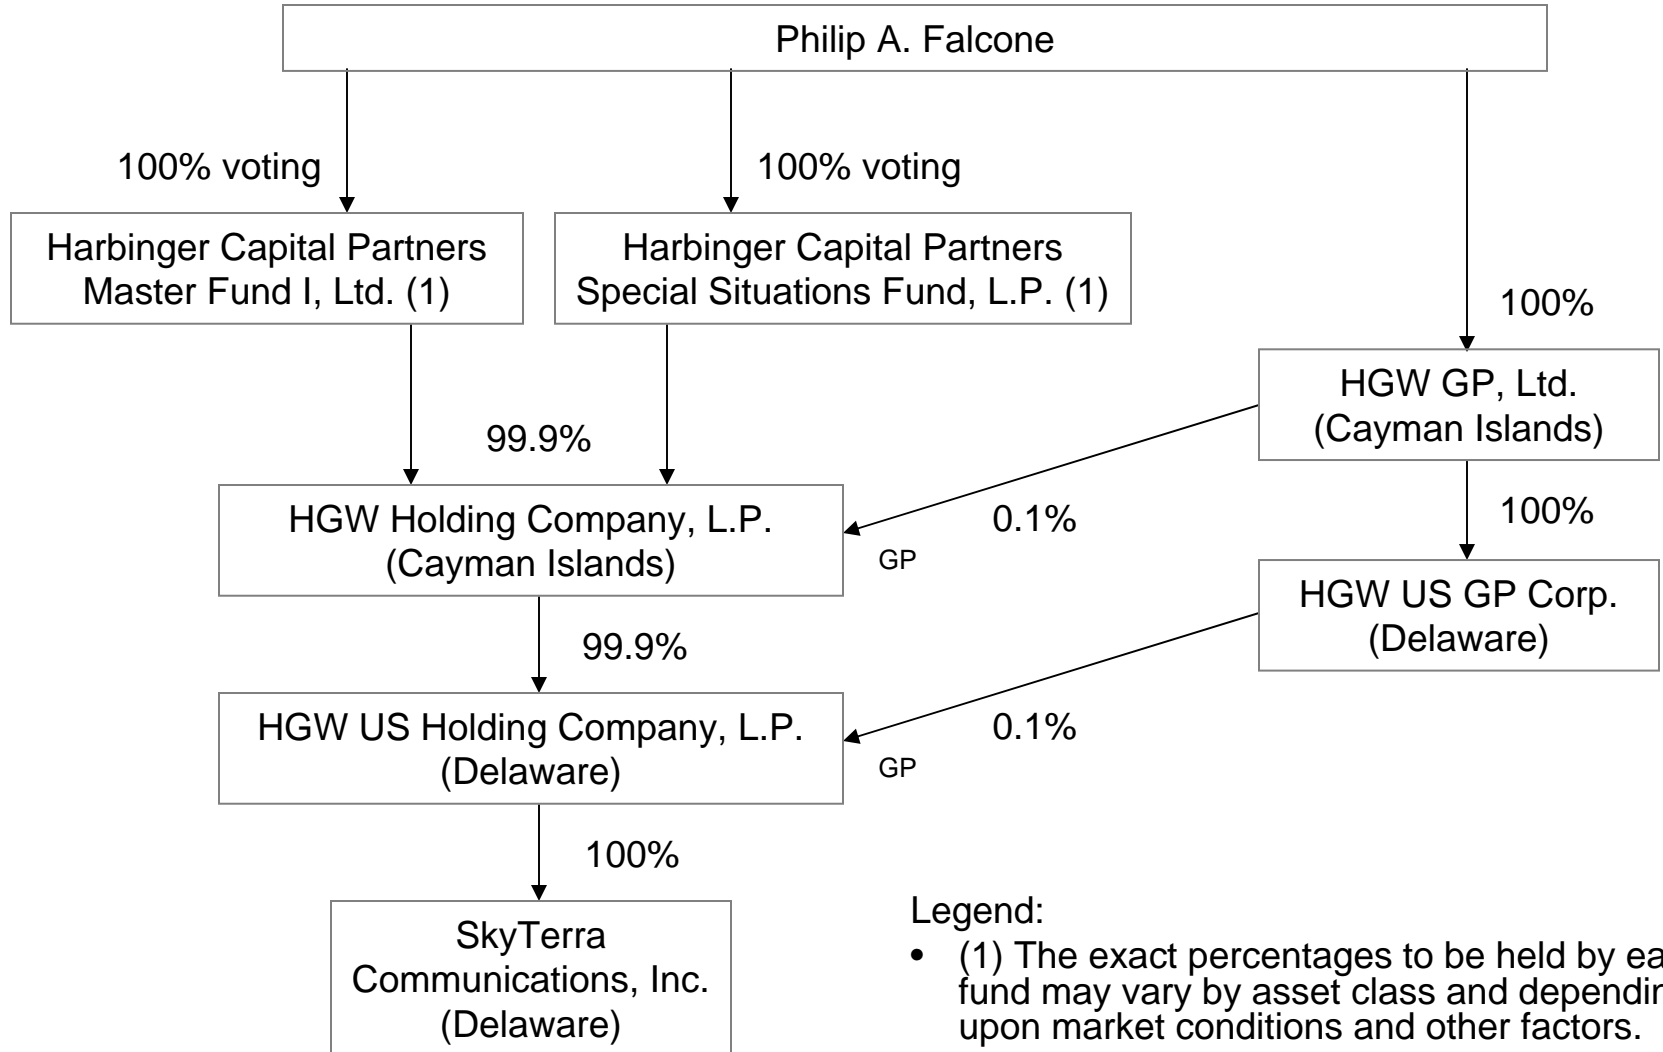 Philip A. Falcone
100% voting
100% voting
Harbinger Capital Partners
Master Fund I, Ltd. (1)
Harbinger Capital Partners
Special Situations Fund, L.P. (1)
100%
HGW GP, Ltd.
(Cayman Islands)
99.9%
HGW Holding Company, L.P.
(Cayman Islands)
0.1%
GP
100%
HGW US GP Corp.
(Delaware)
99.9%
HGW US Holding Company, L.P.
(Delaware)
0.1%
GP
100%
SkyTerra
Communications, Inc.
(Delaware)
Legend:
• (1) The exact percentages to be held by
fund may vary by asset class and
upon market conditions and other factors.